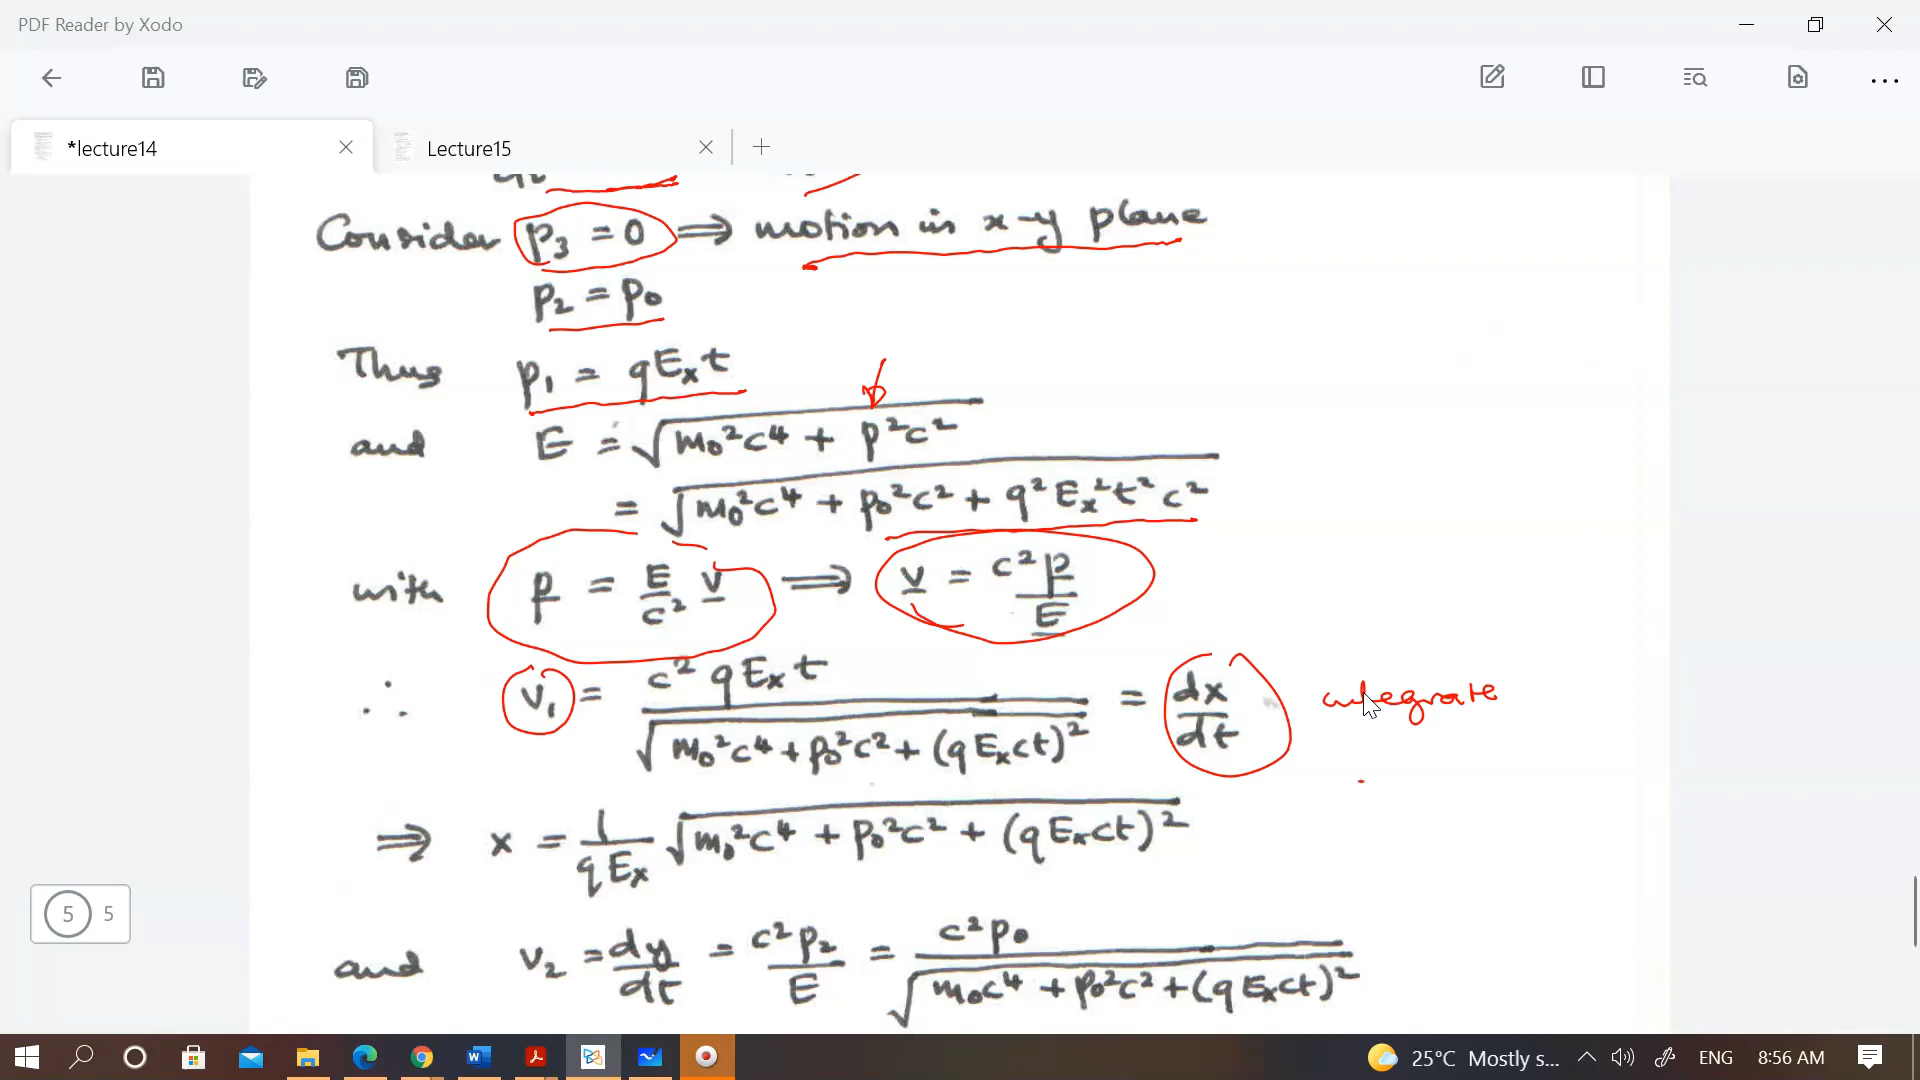 PDF Reader by Xodo
*lecture14
Lecture15
Consider p₃ = 0 ⟹ motion in x-y plane
p₂ = p₀
Thus p₁ = qEₓt
and E = √(m₀²c⁴ + p²c²)
= √(m₀²c⁴ + p₀²c² + q²Eₓ²t²c²)
with p = E/c² v ⟹ v = c²p/E
∴ v₁ = c²qEₓt / √(m₀²c⁴ + p₀²c² + (qEₓct)²) = dx/dt integrate
⟹ x = 1/qEₓ √(m₀²c⁴ + p₀²c² + (qEₓct)²)
5 5
and v₂ = dy/dt = c²p₂/E = c²p₀ / √(m₀c⁴ + p₀²c² + (qEₓct)²)
25°C Mostly s... ENG 8:56 AM